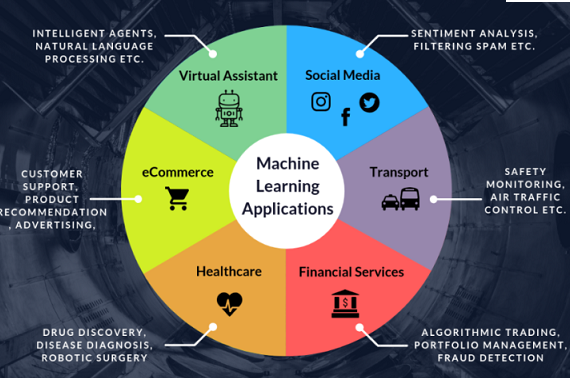 INTELLIGENT AGENTS,
NATURAL LANGUAGE
PROCESSING ETC.
SENTIMENT ANALYSIS,
FILTERING SPAM ETC.
Virtual Assistant
Social Media
eCommerce
Machine
Learning
Applications
Transport
CUSTOMER
SUPPORT,
PRODUCT
RECOMMENDATION
, ADVERTISING,
SAFETY
MONITORING,
AIR TRAFFIC
CONTROL ETC.
Healthcare
Financial Services
$
DRUG DISCOVERY,
DISEASE DIAGNOSIS,
ROBOTIC SURGERY
ALGORITHMIC TRADING,
PORTFOLIO MANAGEMENT,
FRAUD DETECTION